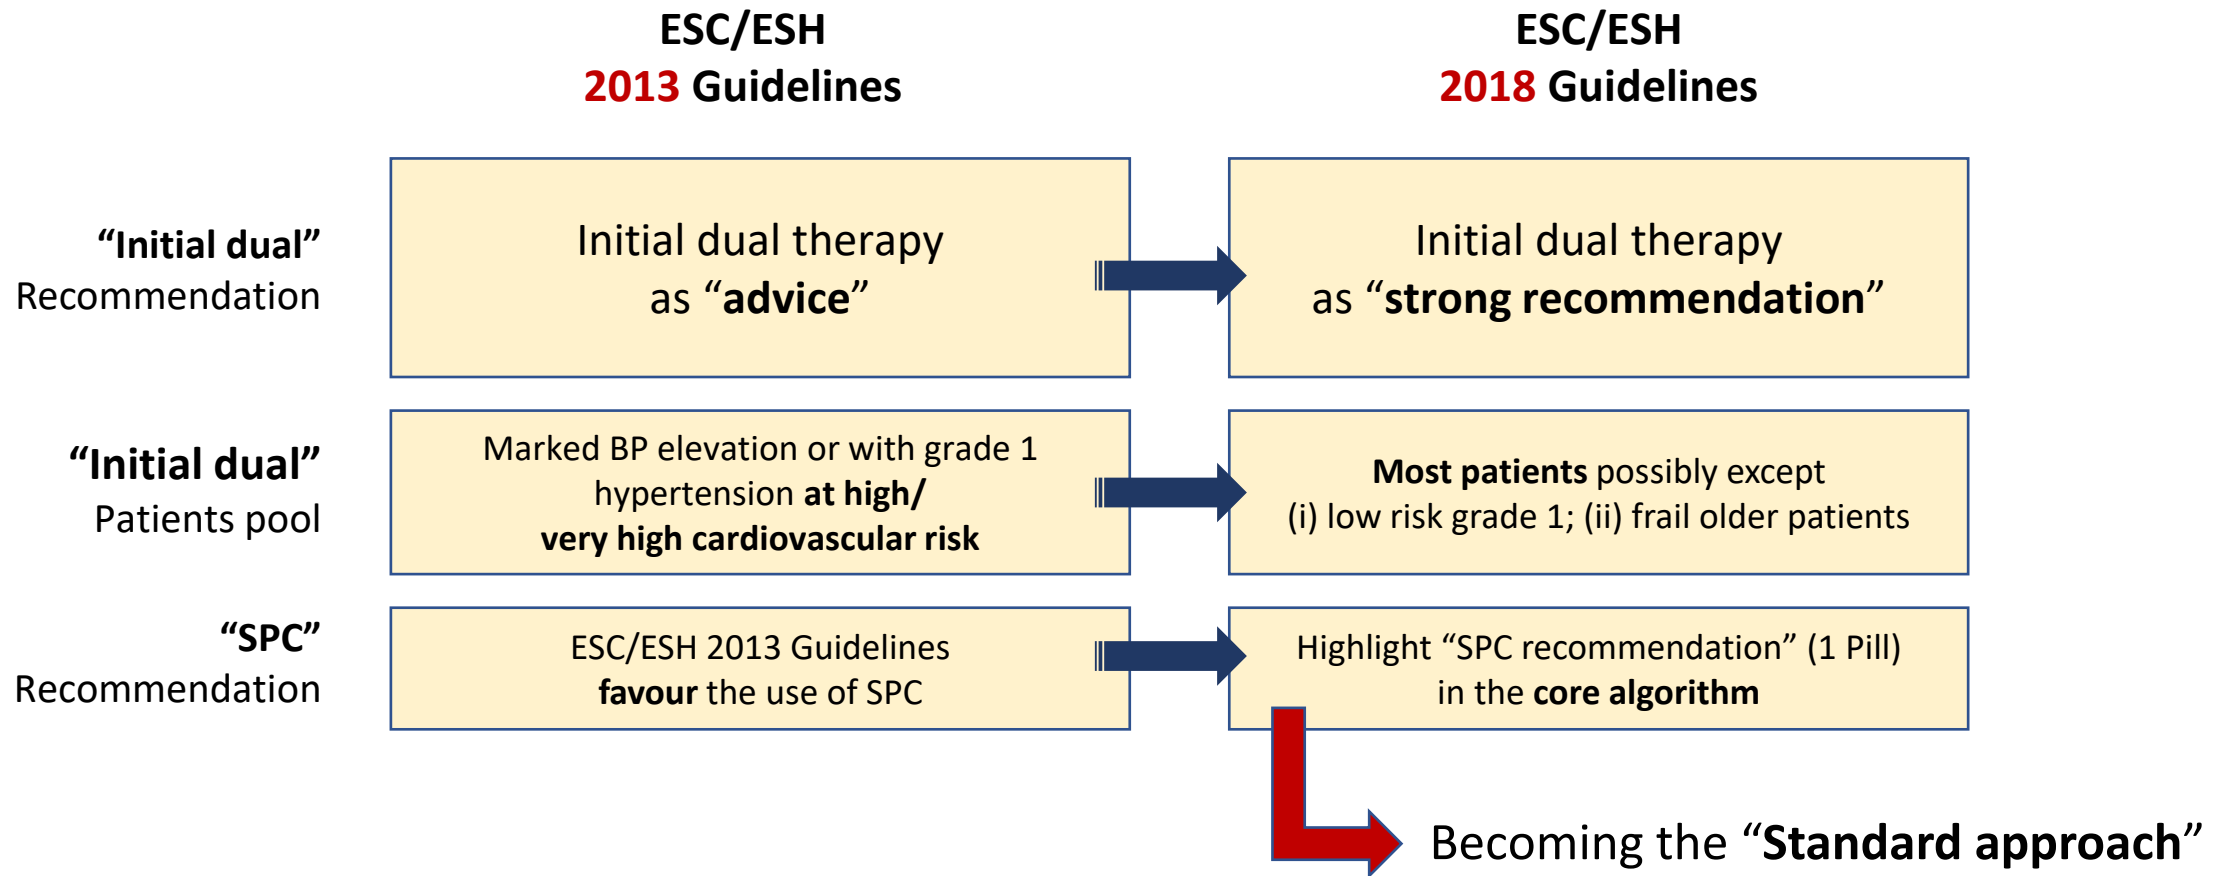 ESC/ESH
2013 Guidelines
ESC/ESH
2018 Guidelines
“Initial dual”
Recommendation
Initial dual therapy
as “advice”
Initial dual therapy
as “strong recommendation”
“Initial dual”
Patients pool
Marked BP elevation or with grade 1
hypertension at high/
very high cardiovascular risk
Most patients possibly except
(i) low risk grade 1; (ii) frail older patients
“SPC”
Recommendation
ESC/ESH 2013 Guidelines
favour the use of SPC
Highlight “SPC recommendation” (1 Pill)
in the core algorithm
Becoming the “Standard approach”